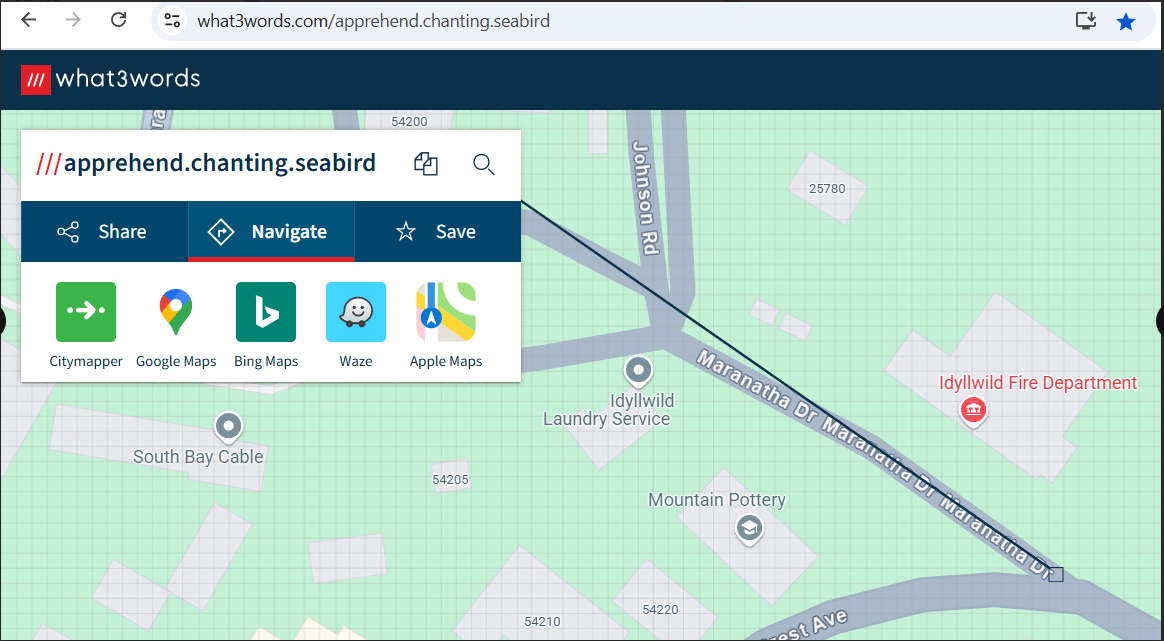 what3words.com/apprehend.chanting.seabird
/// what3words
54200
///apprehend.chanting.seabird
Johnson Rd
25780
Share
Navigate
Save
Citymapper
Google Maps
Bing Maps
Waze
Apple Maps
Maranatha Dr
Maranatha Dr
Maranatha Dr
Idyllwild Fire Department
Idyllwild
Laundry Service
South Bay Cable
54205
Mountain Pottery
54220
54210
Ave